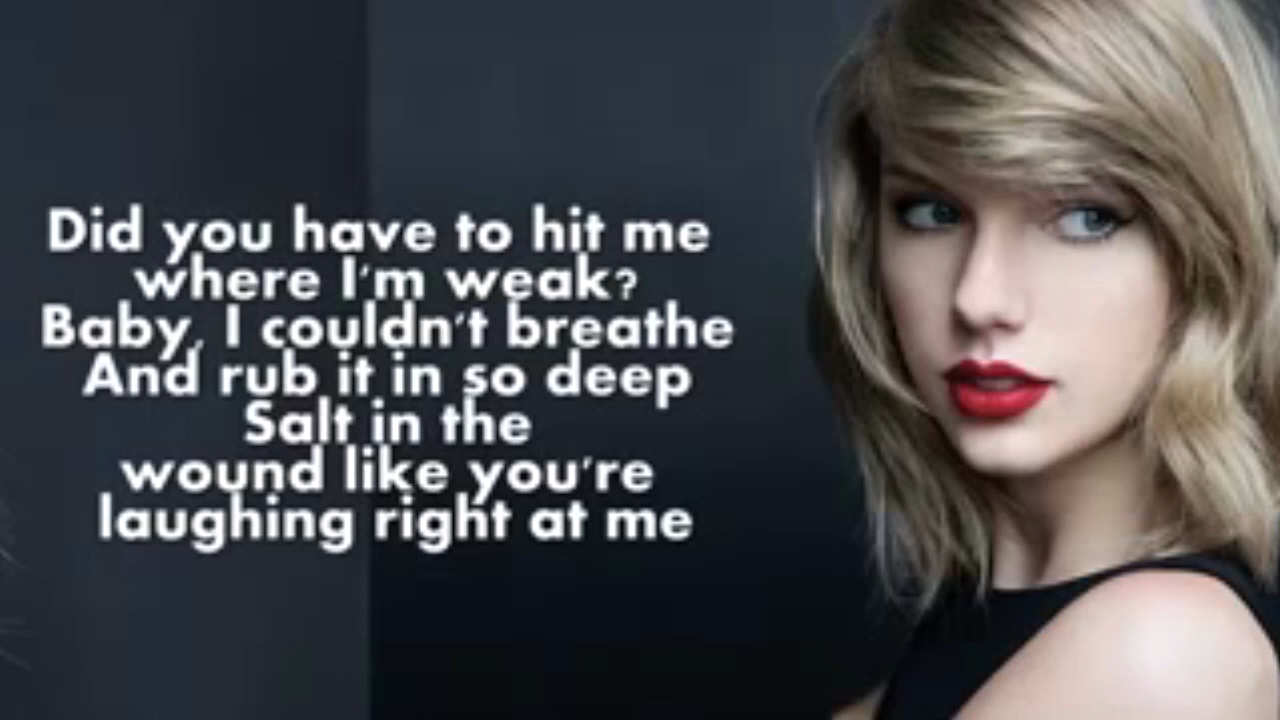 Did you have to hit me
where I'm weak?
Baby, I couldn't breathe
And rub it in so deep
Salt in the
wound like you're
laughing right at me